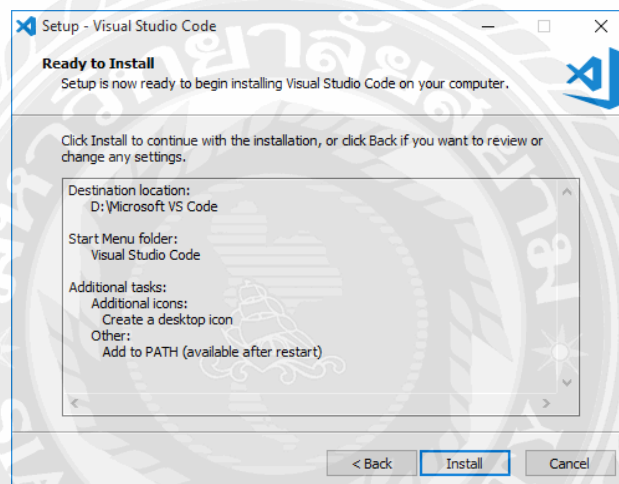 Setup - Visual Studio Code
Ready to Install
Setup is now ready to begin installing Visual Studio Code on your computer.
Click Install to continue with the installation, or click Back if you want to review or
change any settings.
Destination location:
D:\Microsoft VS Code
Start Menu folder:
Visual Studio Code
Additional tasks:
Additional icons:
Create a desktop icon
Other:
Add to PATH (available after restart)
< Back
Install
Cancel